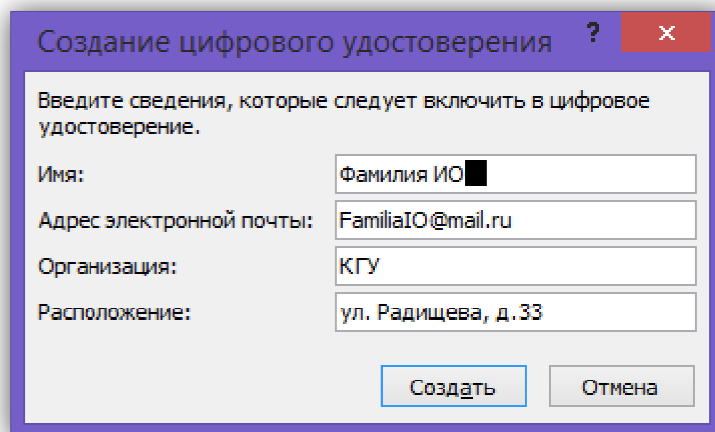 Создание цифрового удостоверения ?
Введите сведения, которые следует включить в цифровое
удостоверение.
Имя: Фамилия ИО
Адрес электронной почты: FamiliaIO@mail.ru
Организация: КГУ
Расположение: ул. Радищева, д.33
Создать Отмена